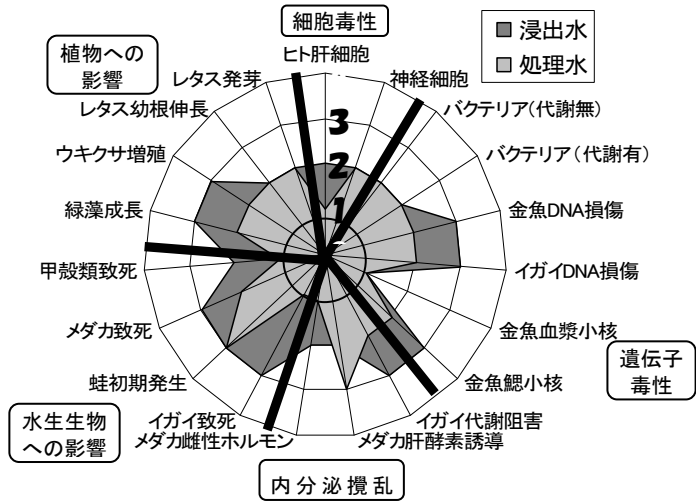 細胞毒性
ヒト肝細胞
浸出水
処理水
植物への
影響
レタス発芽
神経細胞
レタス幼根伸長
バクテリア(代謝無)
3
ウキクサ増殖
バクテリア(代謝有)
2
緑藻成長
金魚DNA損傷
1
甲殻類致死
イガイDNA損傷
メダカ致死
金魚血漿小核
遺伝子
毒性
蛙初期発生
金魚鰓小核
水生生物
への影響
イガイ致死
イガイ代謝阻害
メダカ雌性ホルモン
メダカ肝酵素誘導
内分泌攪乱